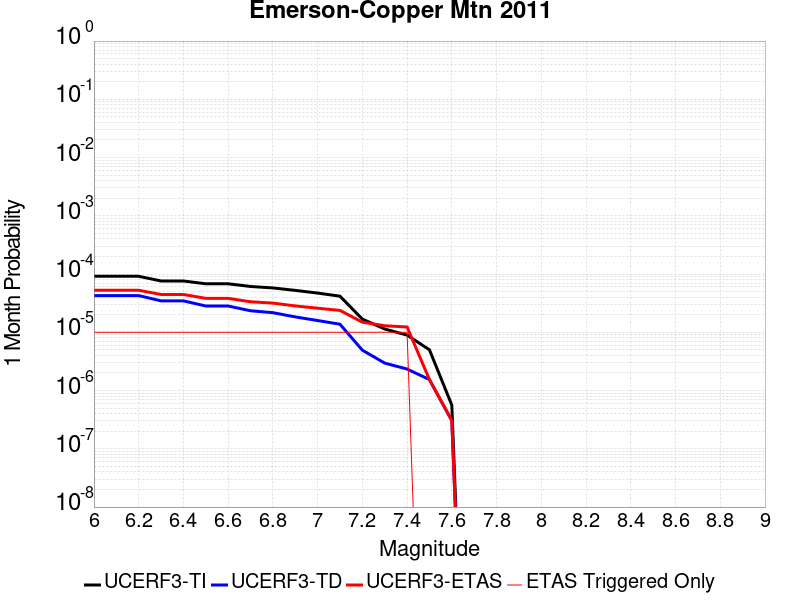 Emerson-Copper Mtn 2011
1 Month Probability
10^0
10^-1
10^-2
10^-3
10^-4
10^-5
10^-6
10^-7
10^-8
6 6.2 6.4 6.6 6.8 7 7.2 7.4 7.6 7.8 8 8.2 8.4 8.6 8.8 9
Magnitude
UCERF3-TI UCERF3-TD UCERF3-ETAS ETAS Triggered Only